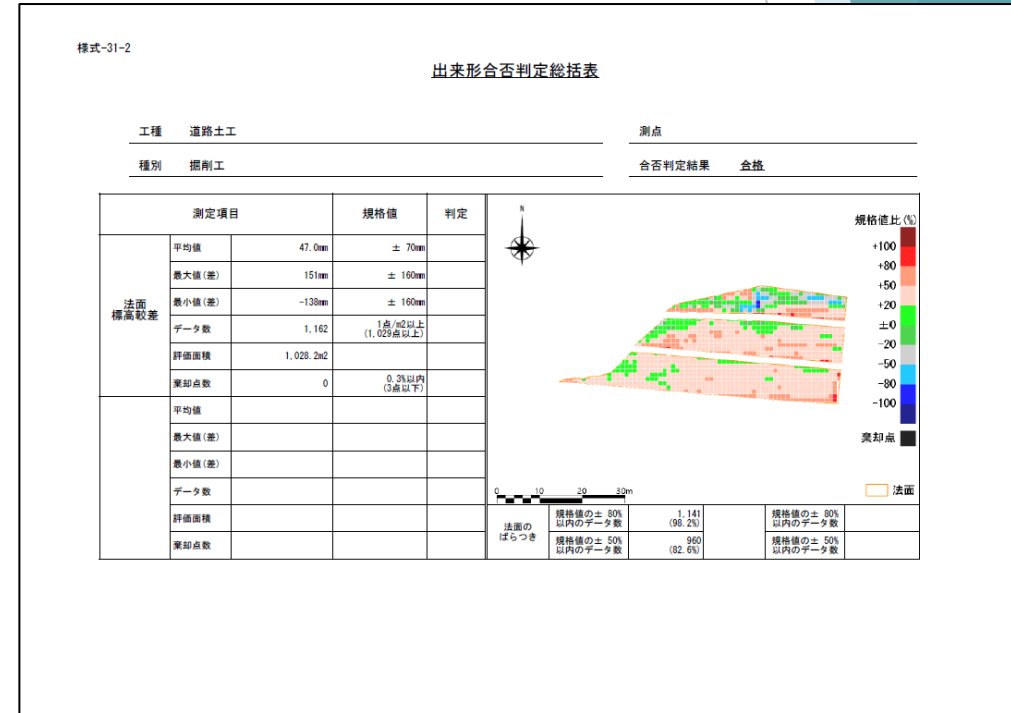 様式-31-2
出来形合否判定総括表
工種 道路土工
測点
種別 掘削工
合否判定結果 合格
測定項目 規格値 判定
法面
標高較差
平均値 47.0mm ± 70mm
最大値(差) 151mm ± 160mm
最小値(差) -138mm ± 160mm
データ数 1,162 1点/m2以上
(1,029点以上)
評価面積 1,028.2m2
棄却点数 0 0.3%以内
(3点以下)
平均値
最大値(差)
最小値(差)
データ数
評価面積
棄却点数
N
規格値比(%)
+100
+80
+50
+20
±0
-20
-50
-80
-100
棄却点
法面
0 10 20 30m
法面の
ばらつき
規格値の± 80%
以内のデータ数
1,141
(98.2%)
規格値の± 80%
以内のデータ数
規格値の± 50%
以内のデータ数
960
(82.6%)
規格値の± 50%
以内のデータ数